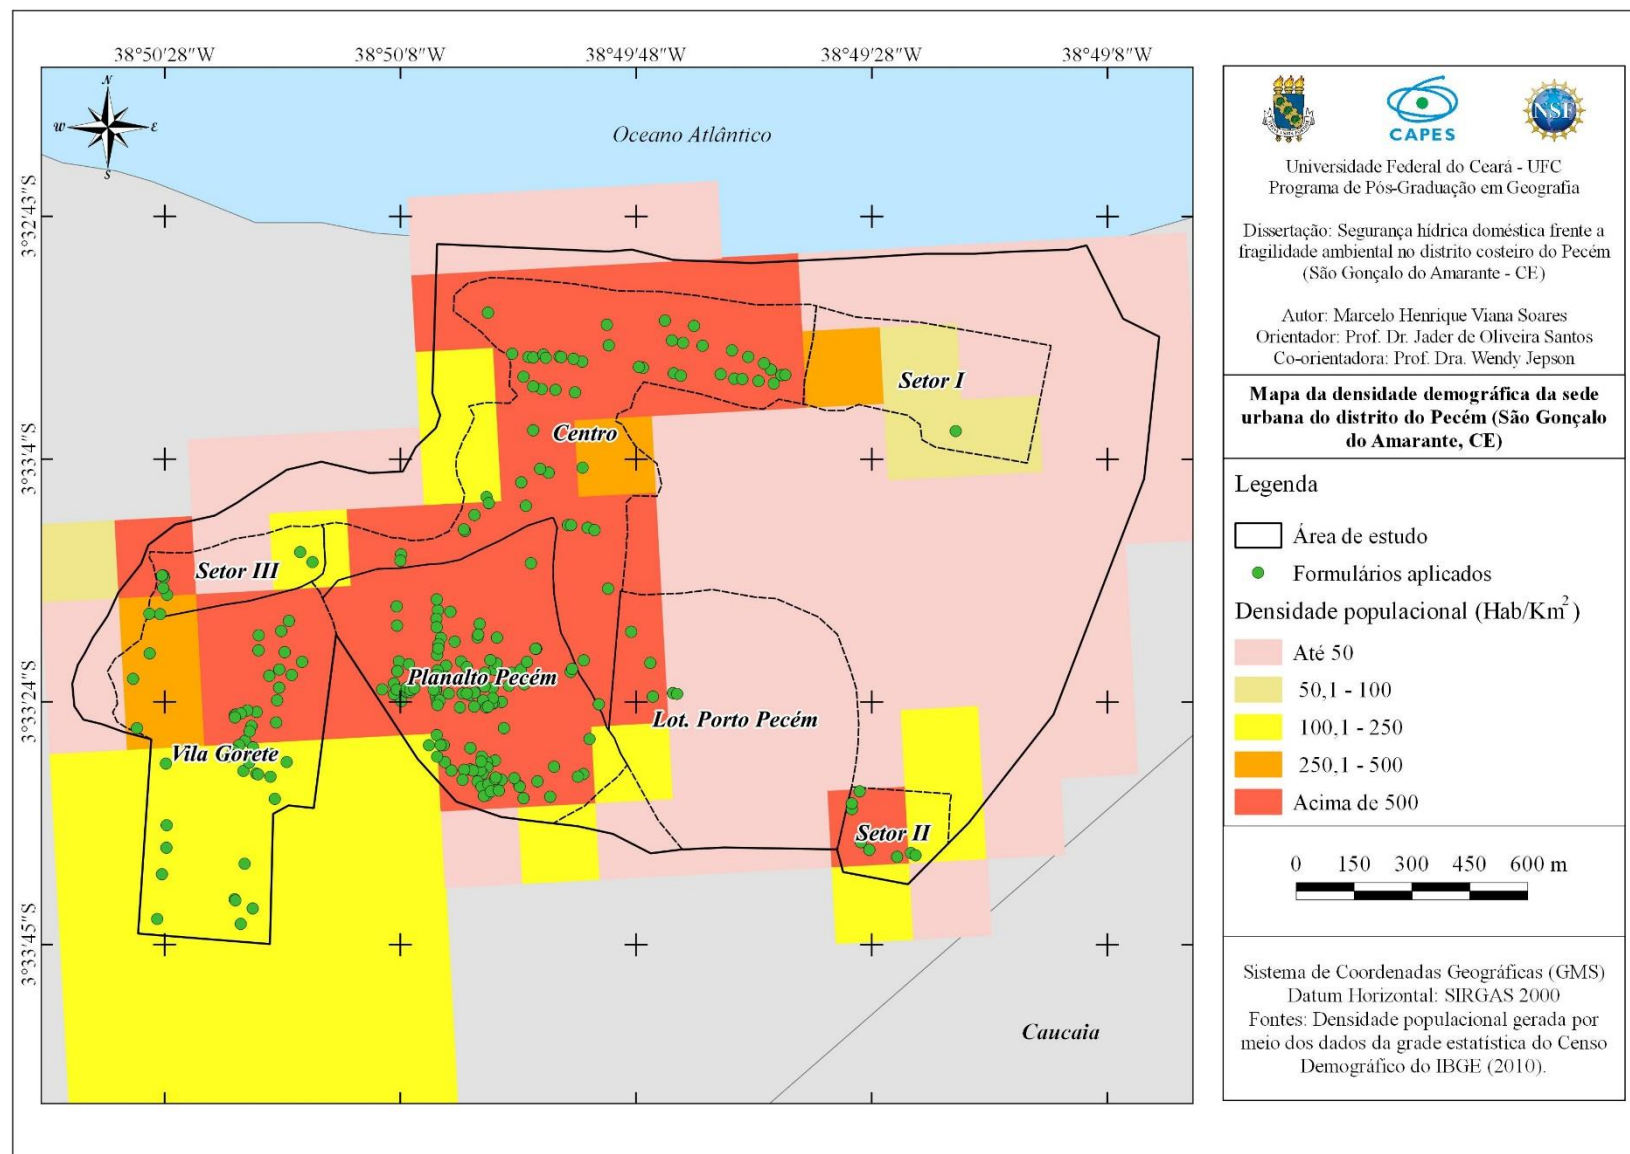 38°50'28"W
38°50'8"W
38°49'48"W
38°49'28"W
38°49'8"W
N
W
E
S
Oceano Atlântico
3°32'43"S
3°33'4"S
3°33'24"S
3°33'45"S
Setor I
Centro
Setor III
Planalto Pecém
Lot. Porto Pecém
Vila Gorete
Setor II
Caucaia
CAPES
NSF
Universidade Federal do Ceará - UFC
Programa de Pós-Graduação em Geografia
Dissertação: Segurança hídrica doméstica frente a
fragilidade ambiental no distrito costeiro do Pecém
(São Gonçalo do Amarante - CE)
Autor: Marcelo Henrique Viana Soares
Orientador: Prof. Dr. Jader de Oliveira Santos
Co-orientadora: Prof. Dra. Wendy Jepson
Mapa da densidade demográfica da sede
urbana do distrito do Pecém (São Gonçalo
do Amarante, CE)
Legenda
Área de estudo
Formulários aplicados
Densidade populacional (Hab/Km²)
Até 50
50,1 - 100
100,1 - 250
250,1 - 500
Acima de 500
0 150 300 450 600 m
Sistema de Coordenadas Geográficas (GMS)
Datum Horizontal: SIRGAS 2000
Fontes: Densidade populacional gerada por
meio dos dados da grade estatística do Censo
Demográfico do IBGE (2010).